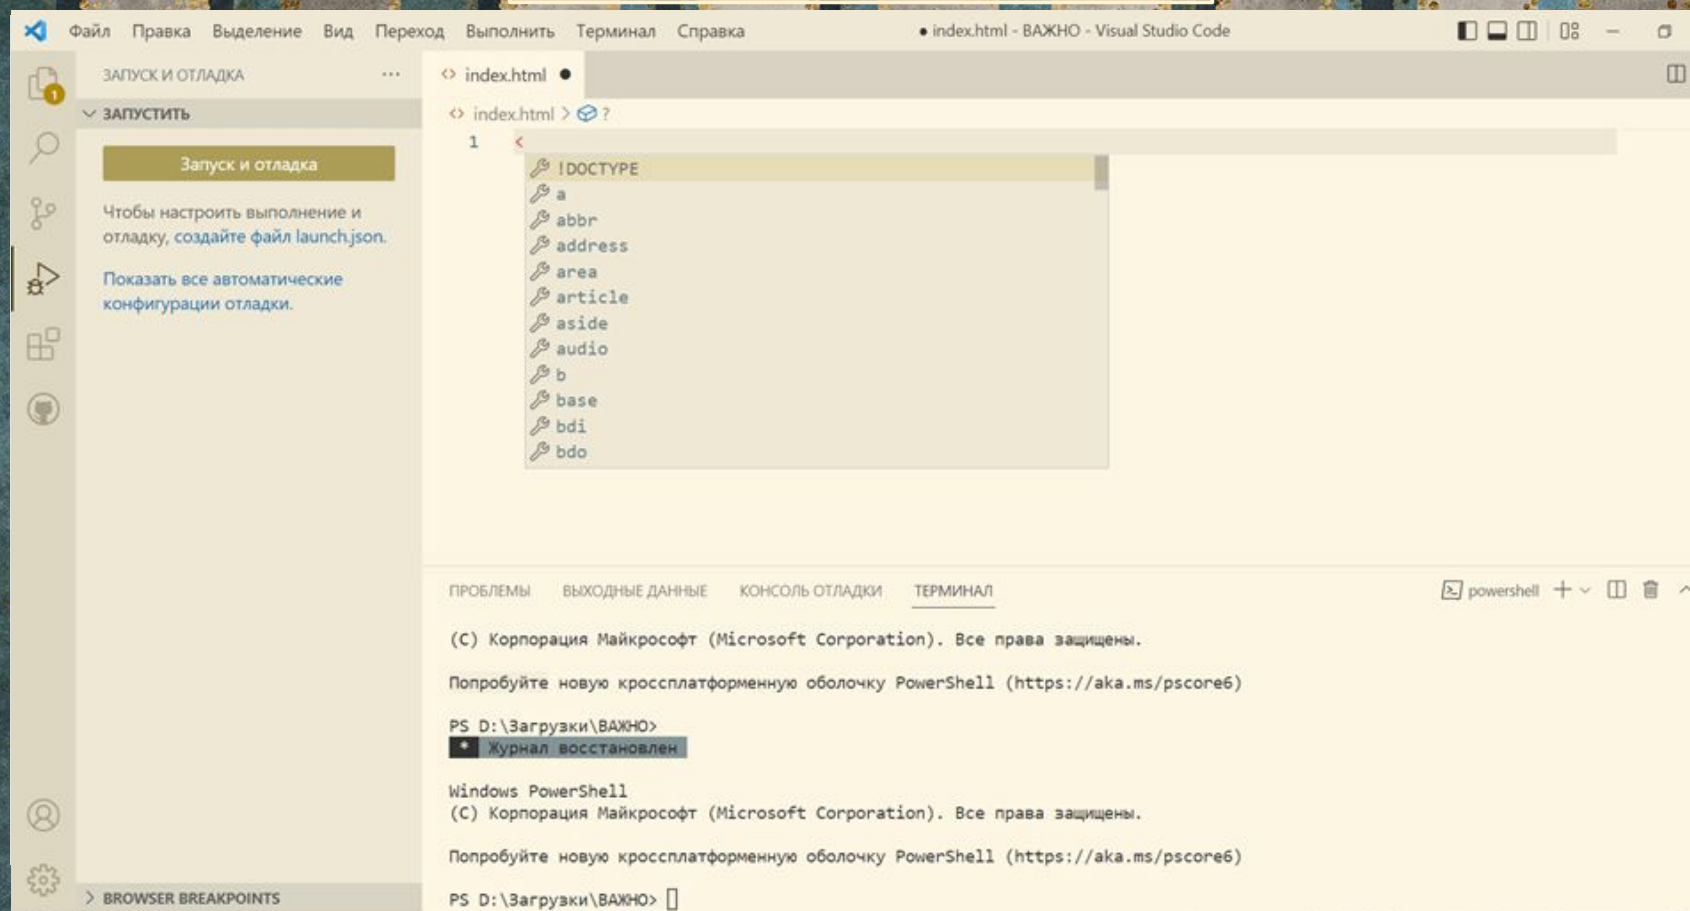 Файл Правка Выделение Вид Переход Выполнить Терминал Справка
● index.html - ВАЖНО - Visual Studio Code
ЗАПУСК И ОТЛАДКА ...
index.html ●
1
ЗАПУСТИТЬ
index.html > ?
Запуск и отладка
Чтобы настроить выполнение и
отладку, создайте файл launch.json.
Показать все автоматические
конфигурации отладки.
1 <
!DOCTYPE
a
abbr
address
area
article
aside
audio
b
base
bdi
bdo
ПРОБЛЕМЫ ВЫХОДНЫЕ ДАННЫЕ КОНСОЛЬ ОТЛАДКИ ТЕРМИНАЛ
powershell
(C) Корпорация Майкрософт (Microsoft Corporation). Все права защищены.
Попробуйте новую кроссплатформенную оболочку PowerShell (https://aka.ms/pscore6)
PS D:\Загрузки\ВАЖНО>
* Журнал восстановлен
Windows PowerShell
(C) Корпорация Майкрософт (Microsoft Corporation). Все права защищены.
Попробуйте новую кроссплатформенную оболочку PowerShell (https://aka.ms/pscore6)
PS D:\Загрузки\ВАЖНО>
BROWSER BREAKPOINTS